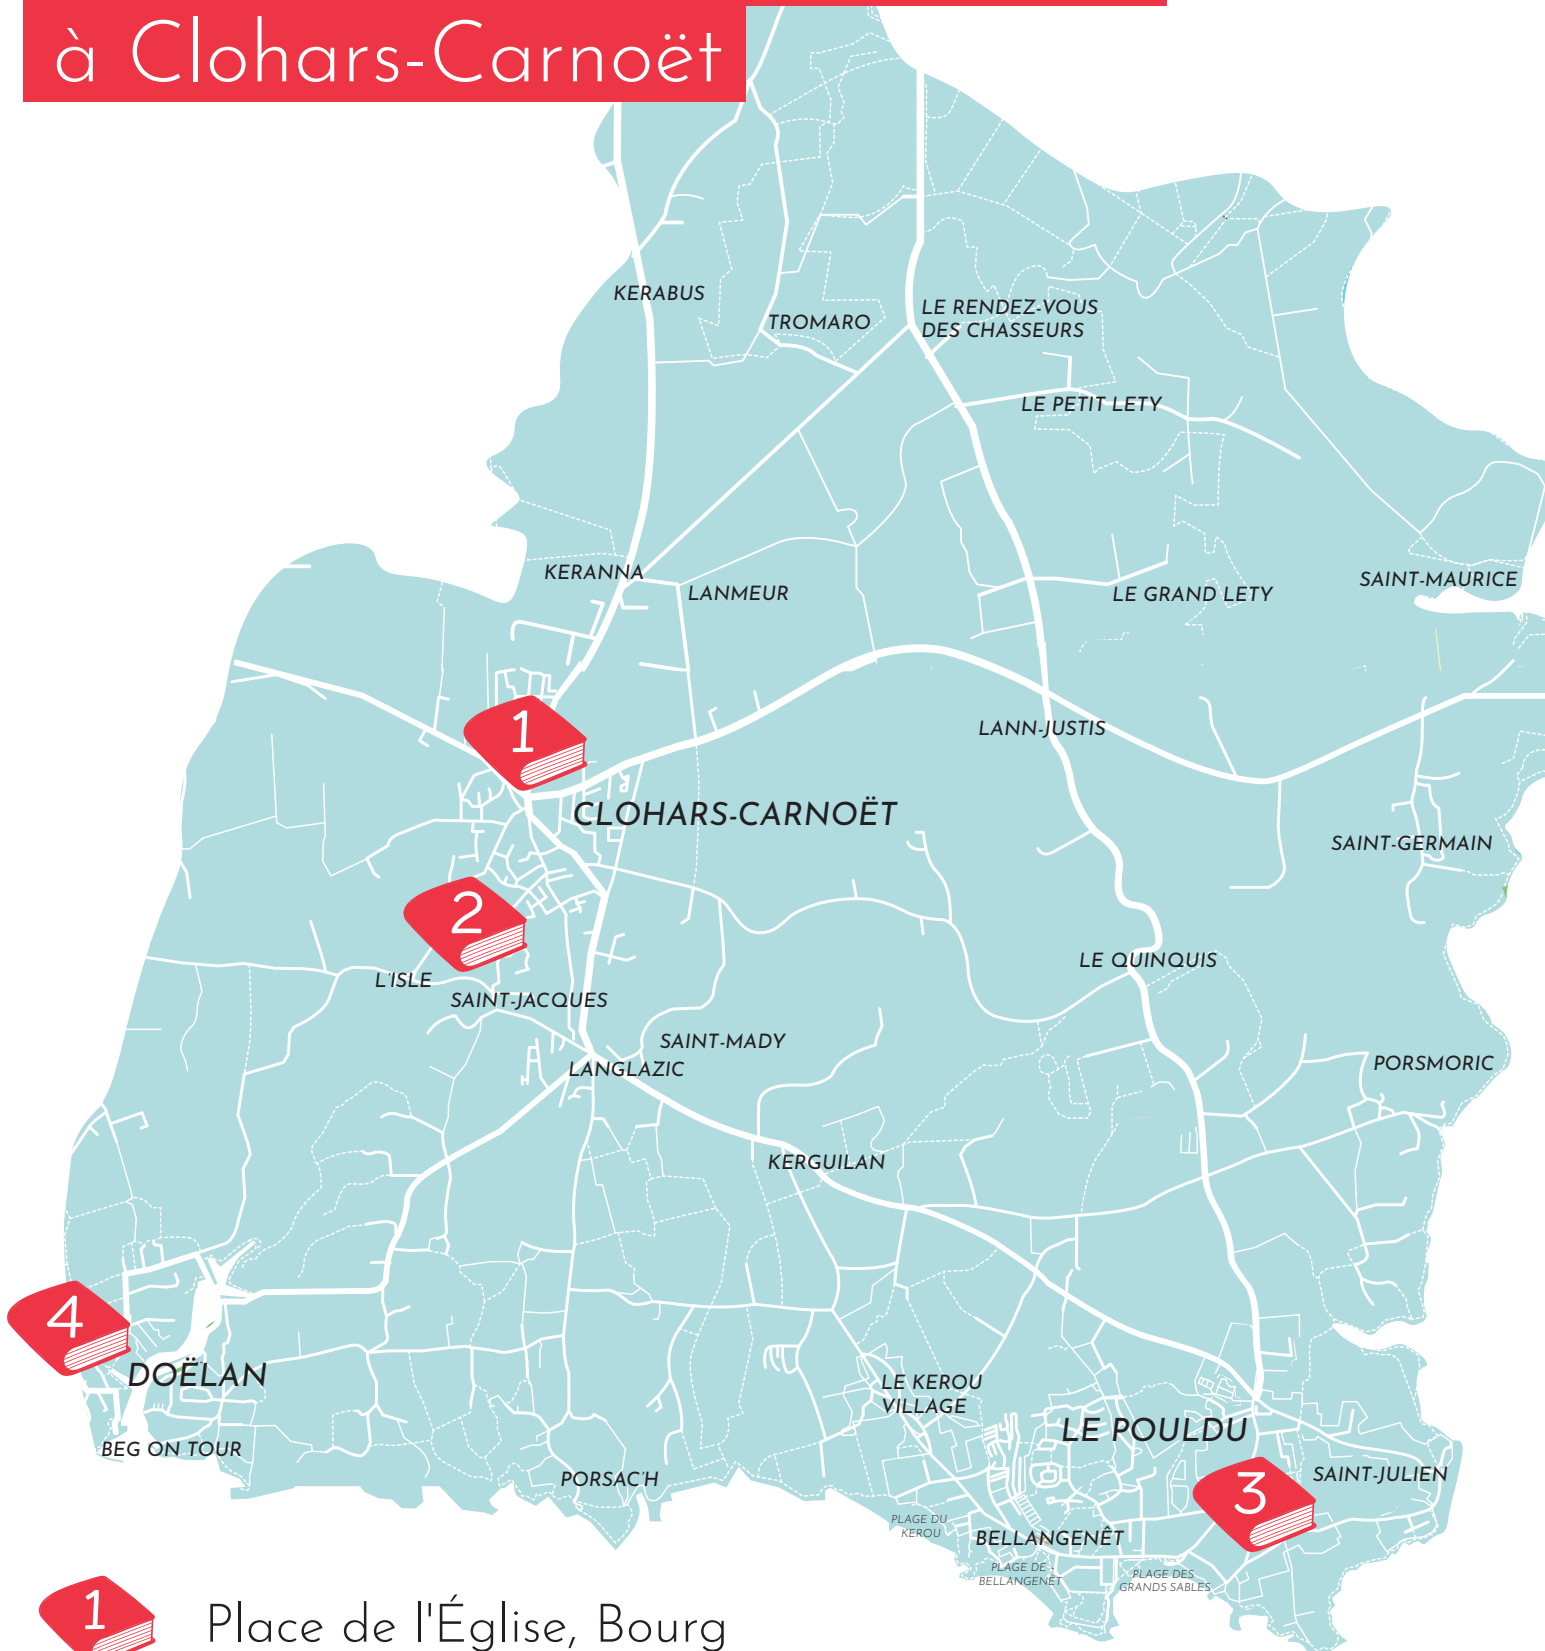 à Clohars-Carnoët
KERABUS
TROMARO
LE RENDEZ-VOUS
DES CHASSEURS
LE PETIT LETY
KERANNA
LANMEUR
LE GRAND LETY
SAINT-MAURICE
1
LANN-JUSTIS
CLOHARS-CARNOËT
SAINT-GERMAIN
2
LE QUINQUIS
L'ISLE
SAINT-JACQUES
SAINT-MADY
LANGLAZIC
PORSMORIC
KERGUILAN
4
DOËLAN
LE KEROU
VILLAGE
LE POULDU
BEG ON TOUR
PORSAC'H
SAINT-JULIEN
3
PLAGE DU
KEROU
BELLANGENÊT
PLAGE DE
BELLANGENÊT
PLAGE DES
GRANDS SABLES
1
Place de l'Église, Bourg